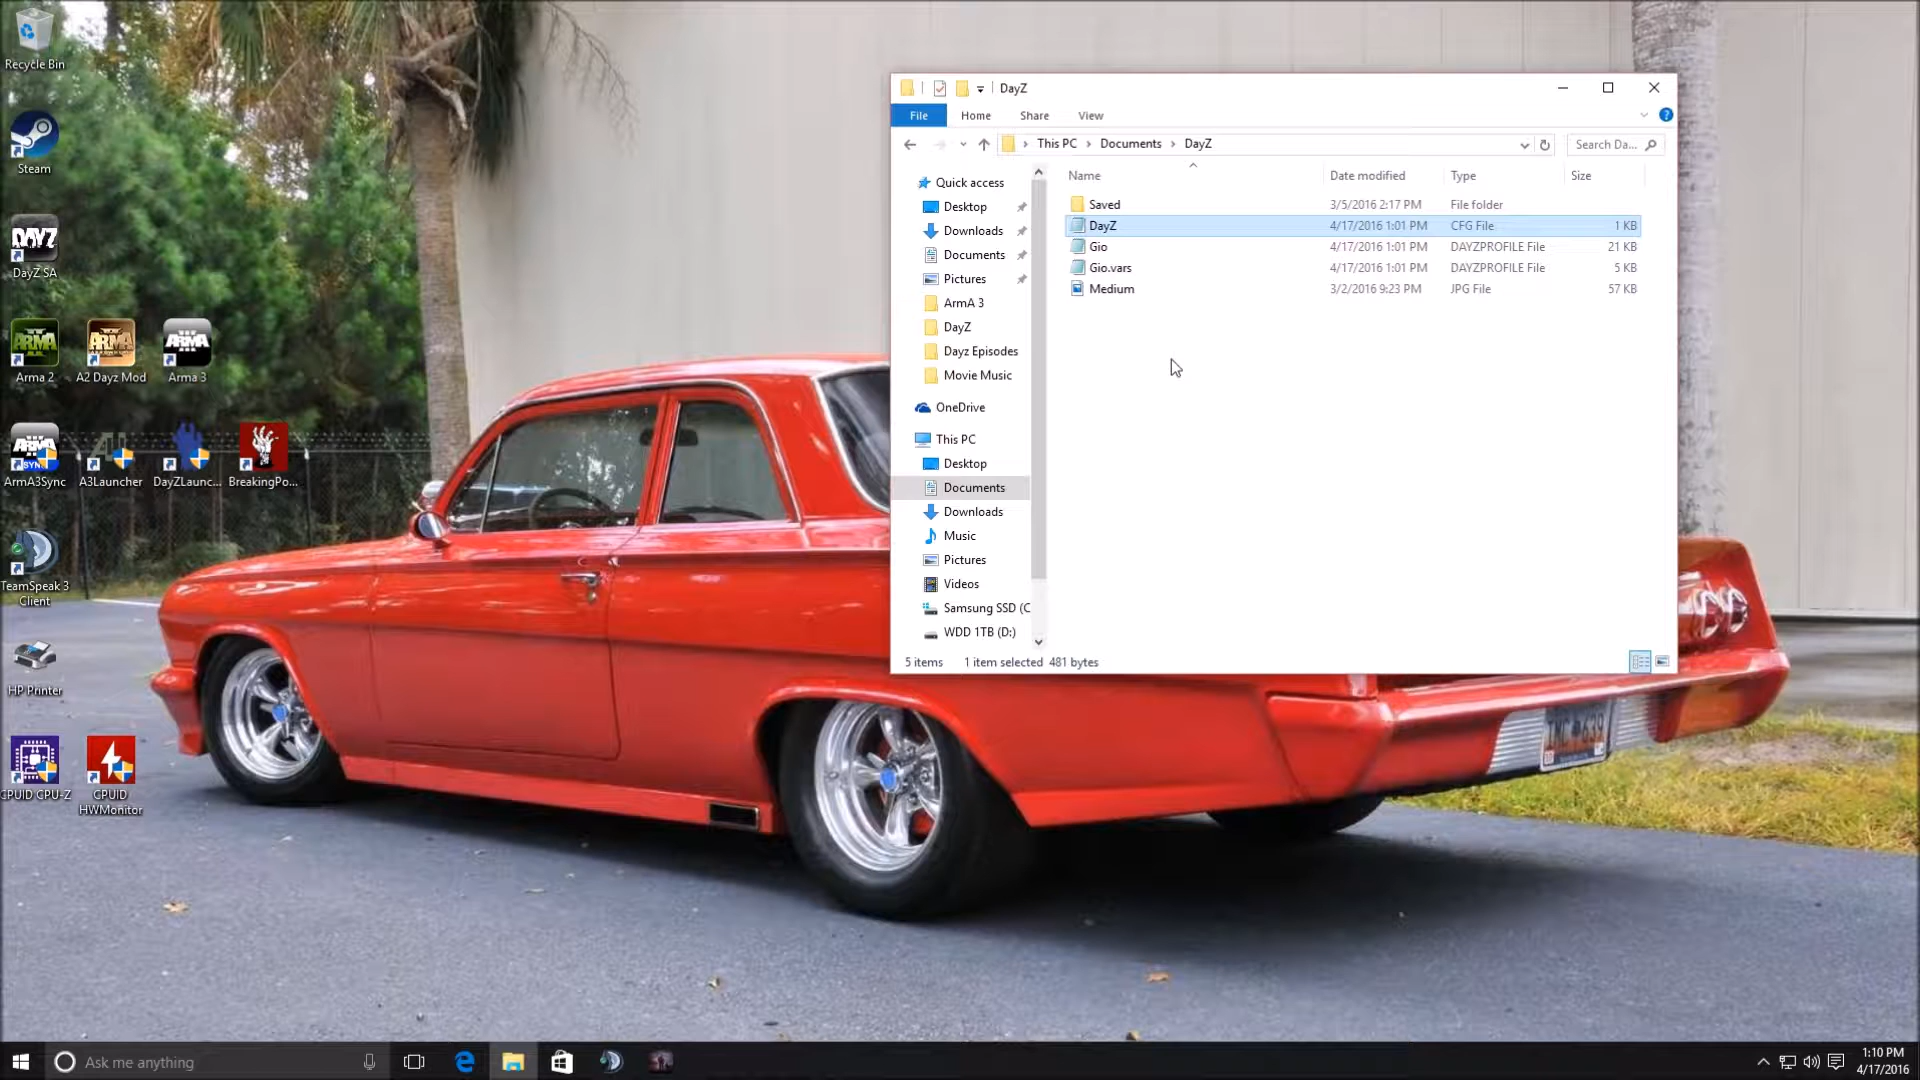 Recycle Bin
Steam
DAYZ
DayZ SA
ARMA
ARMA
ARMA
Arma 2
A2 Dayz Mod
Arma 3
ARMA
SYNC
ArmA3Sync
A3Launcher
DayZLaunc...
BreakingPo...
TeamSpeak 3
Client
HP Printer
CPUID CPU-Z
CPUID
HWMonitor
DayZ
File
Home
Share
View
This PC
Documents
DayZ
Search Da...
Name
Date modified
Type
Size
Saved
3/5/2016 2:17 PM
File folder
DayZ
4/17/2016 1:01 PM
CFG File
1 KB
Gio
4/17/2016 1:01 PM
DAYZPROFILE File
21 KB
Gio.vars
4/17/2016 1:01 PM
DAYZPROFILE File
5 KB
Medium
3/2/2016 9:23 PM
JPG File
57 KB
Quick access
Desktop
Downloads
Documents
Pictures
ArmA 3
DayZ
Dayz Episodes
Movie Music
OneDrive
This PC
Desktop
Documents
Downloads
Music
Pictures
Videos
Samsung SSD (C
WDD 1TB (D:)
5 items
1 item selected 481 bytes
Ask me anything
1:10 PM
4/17/2016